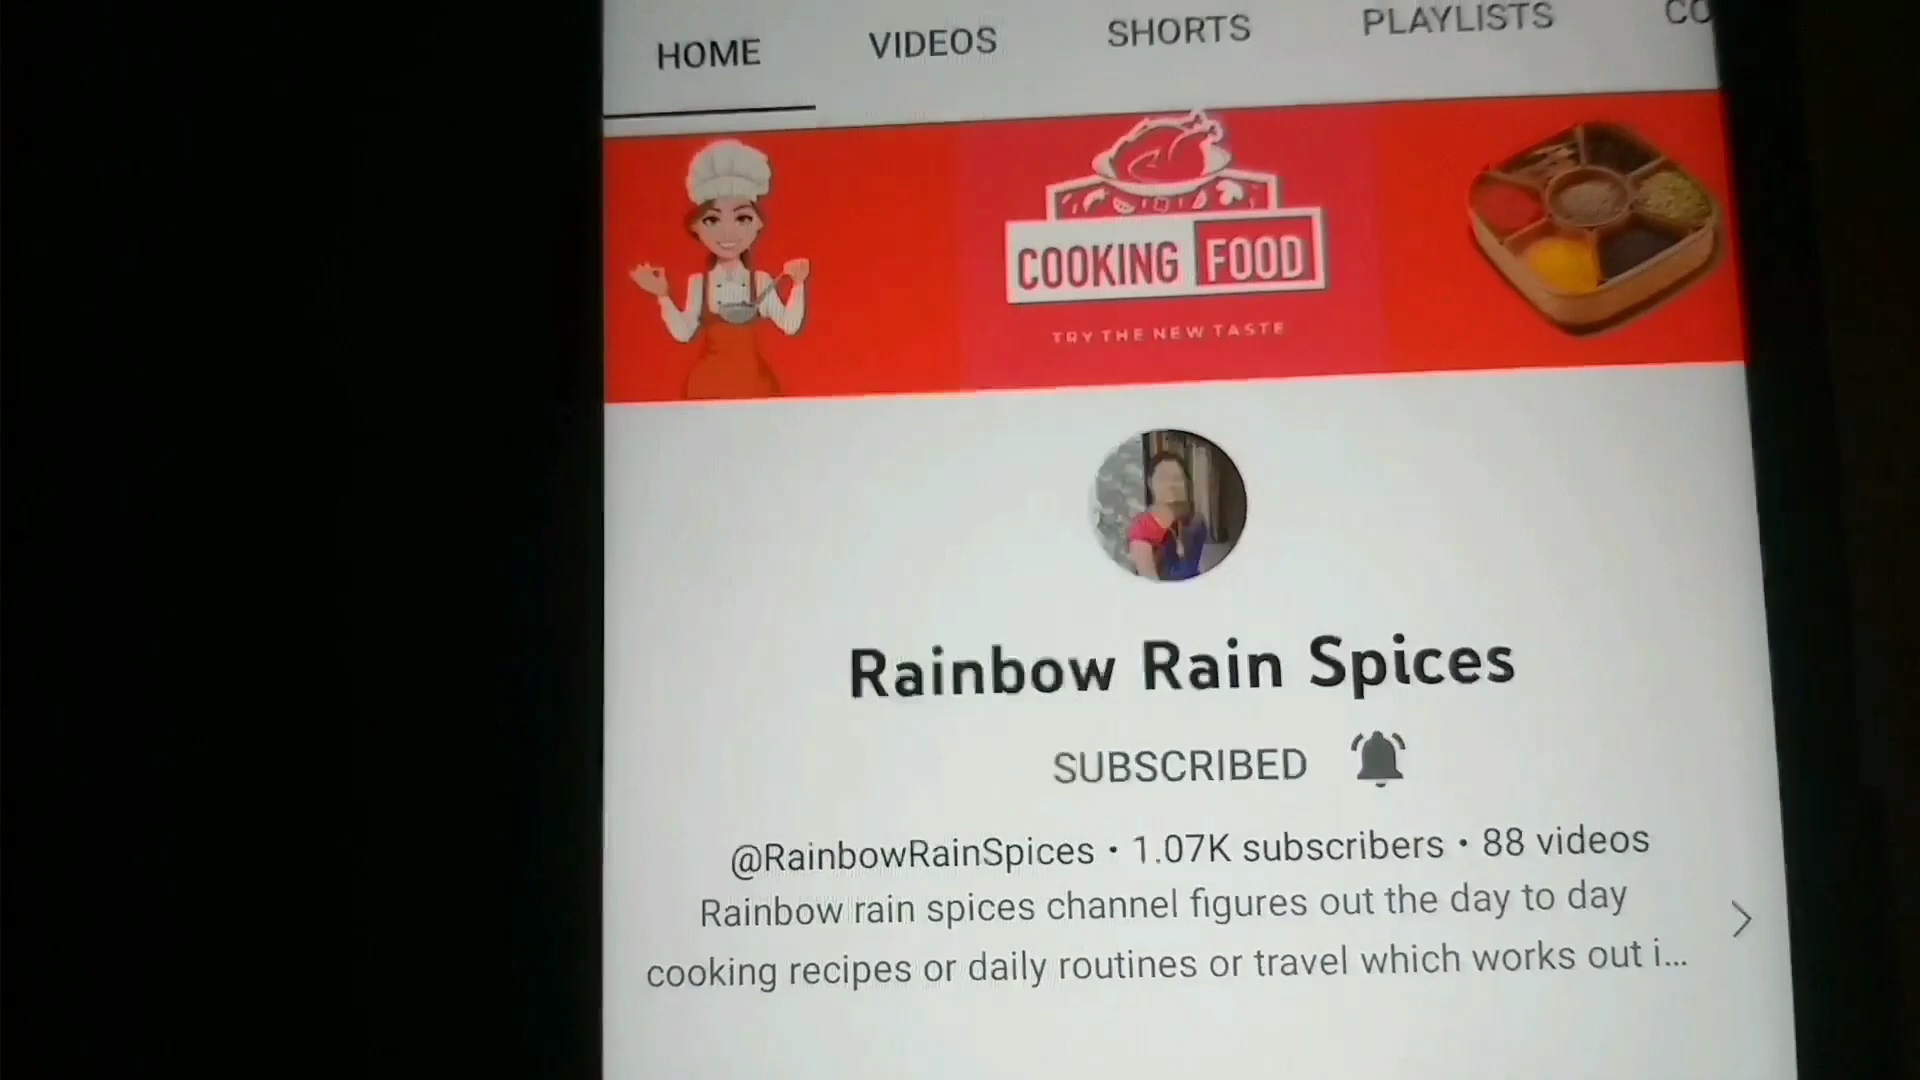 HOME VIDEOS SHORTS PLAYLISTS CO
COOKING FOOD
TRY THE NEW TASTE
Rainbow Rain Spices
SUBSCRIBED
@RainbowRainSpices • 1.07K subscribers • 88 videos
Rainbow rain spices channel figures out the day to day
cooking recipes or daily routines or travel which works out i...